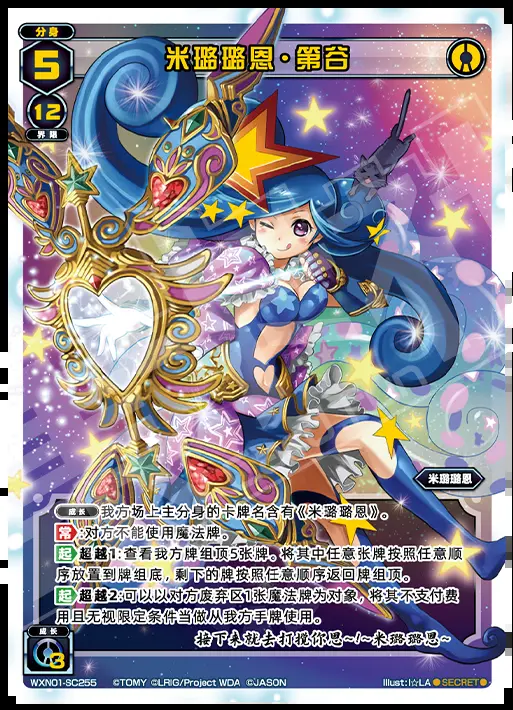 分身
5
米璐璐恩·第谷
12
界限
米璐璐恩
成长 我方场上主分身的卡牌名含有《米璐璐恩》。
常:对方不能使用魔法牌。
起 超越1:查看我方牌组顶5张牌。将其中任意张牌按照任意顺
序放置到牌组底，剩下的牌按照任意顺序返回牌组顶。
起 超越2:可以以对方废弃区1张魔法牌为对象，将其不支付费
用且无视限定条件当做从我方手牌使用。
接下来就去打搅你思~!~米璐璐恩~
成长
3
WXN01-SC255 ©TOMY ©LRIG/Project WDA ©JASON Illust:I☆LA ●SECRET●